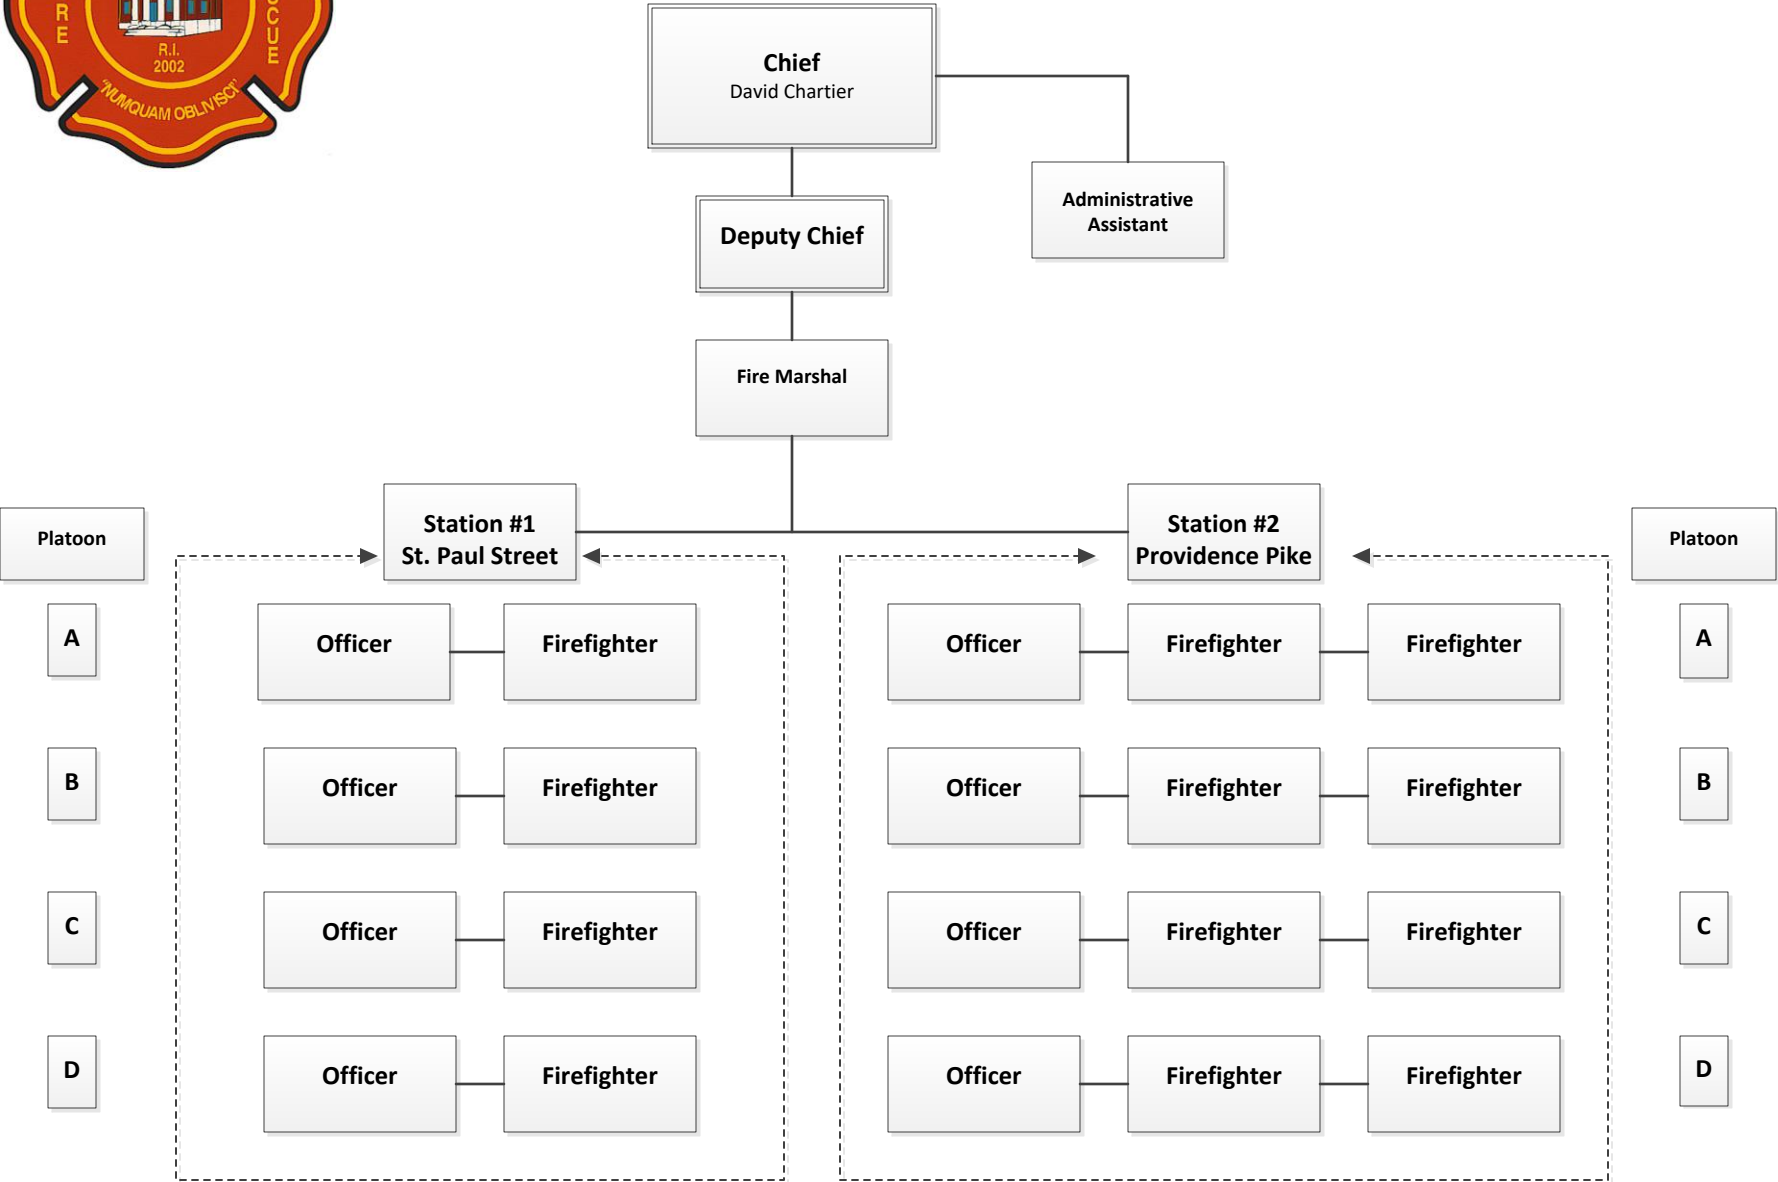 RE
SCUE
R.I.
2002
"NUMQUAM OBLIVISCI"
Chief
David Chartier
Administrative
Assistant
Deputy Chief
Fire Marshal
Station #1
St. Paul Street
Station #2
Providence Pike
Platoon
Platoon
A
Officer
Firefighter
Officer
Firefighter
Firefighter
A
B
Officer
Firefighter
Officer
Firefighter
Firefighter
B
C
Officer
Firefighter
Officer
Firefighter
Firefighter
C
D
Officer
Firefighter
Officer
Firefighter
Firefighter
D